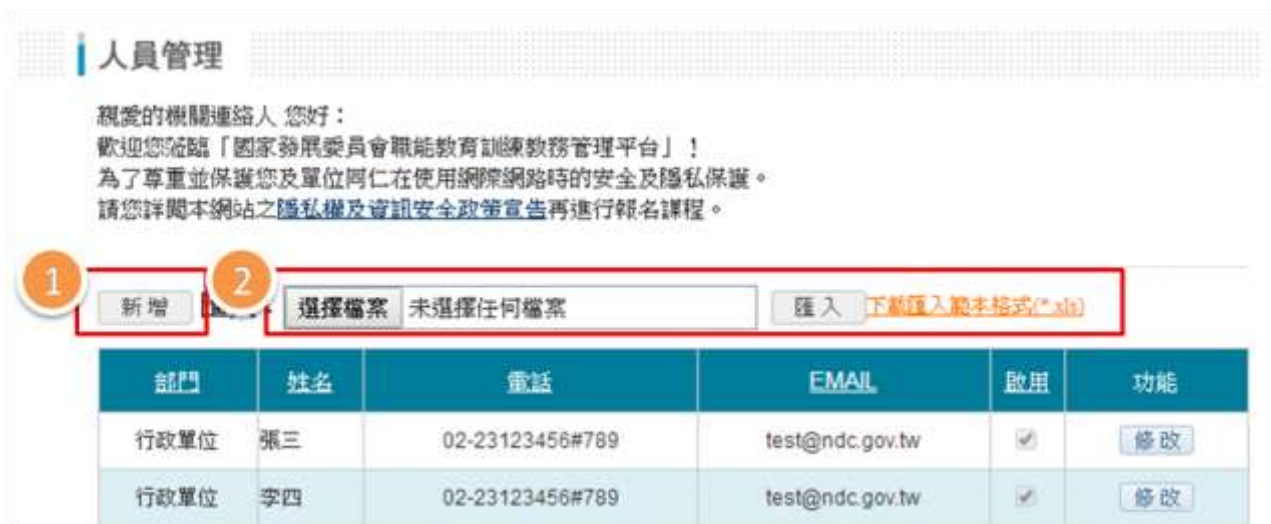 人員管理
親愛的機關連絡人 您好：
歡迎您蒞臨「國家發展委員會職能教育訓練教務管理平台」！
為了尊重並保護您及單位同仁在使用網際網路時的安全及隱私保護。
請您詳閱本網站之隱私權及資訊安全政策宣告再進行報名課程。
1 2
新增 選擇檔案 未選擇任何檔案 匯入 下載匯入範本格式(*.xls)
部門 姓名 電話 EMAIL 啟用 功能
行政單位 張三 02-23123456#789 test@ndc.gov.tw 修改
行政單位 李四 02-23123456#789 test@ndc.gov.tw 修改